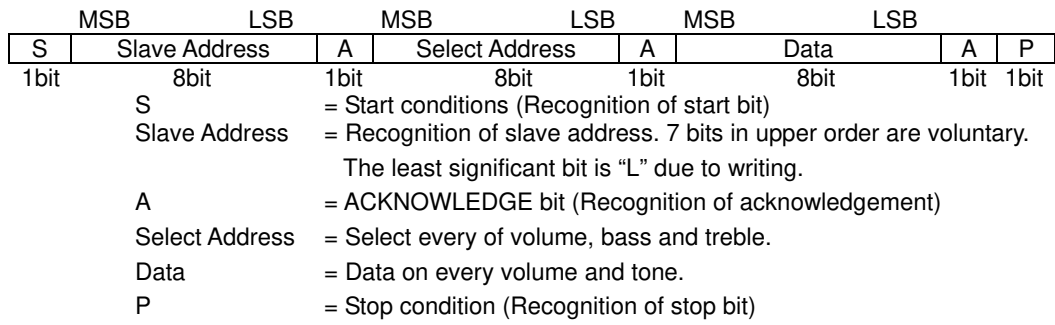 MSB LSB MSB LSB MSB LSB
S Slave Address A Select Address A Data A P
1bit 8bit 1bit 8bit 1bit 8bit 1bit 1bit
S = Start conditions (Recognition of start bit)
Slave Address = Recognition of slave address. 7 bits in upper order are voluntary.
The least significant bit is “L” due to writing.
A = ACKNOWLEDGE bit (Recognition of acknowledgement)
Select Address = Select every of volume, bass and treble.
Data = Data on every volume and tone.
P = Stop condition (Recognition of stop bit)